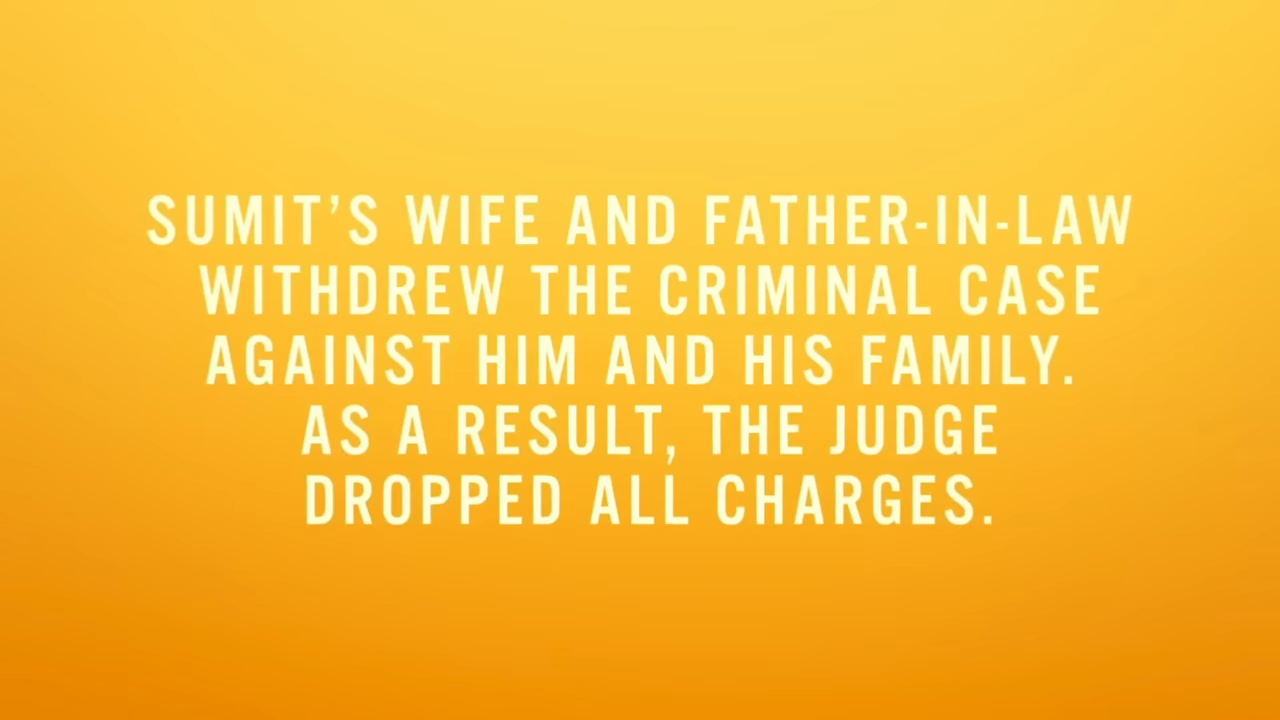 SUMIT’S WIFE AND FATHER-IN-LAW
WITHDREW THE CRIMINAL CASE
AGAINST HIM AND HIS FAMILY.
AS A RESULT, THE JUDGE
DROPPED ALL CHARGES.